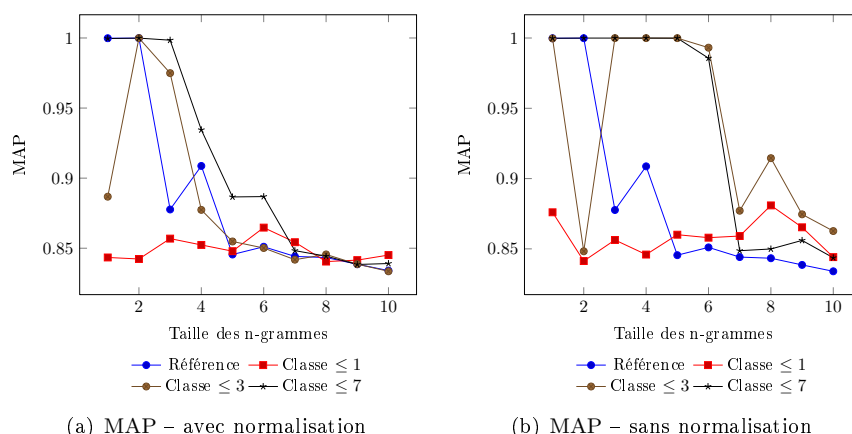 1
0.95
0.9
0.85
MAP
2 4 6 8 10
Taille des n-grammes
Référence Classe ≤ 1
Classe ≤ 3 Classe ≤ 7
(a) MAP – avec normalisation
1
0.95
0.9
0.85
MAP
2 4 6 8 10
Taille des n-grammes
Référence Classe ≤ 1
Classe ≤ 3 Classe ≤ 7
(b) MAP – sans normalisation